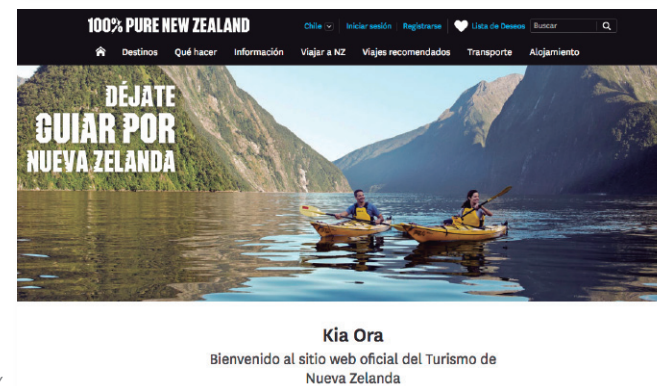 100% PURE NEW ZEALAND
Chile Iniciar sesión Registrarse Lista de Deseos Buscar
Destinos Qué hacer Información Viajar a NZ Viajes recomendados Transporte Alojamiento
DÉJATE
GUIAR POR
NUEVA ZELANDA
Kia Ora
Bienvenido al sitio web oficial del Turismo de
Nueva Zelanda